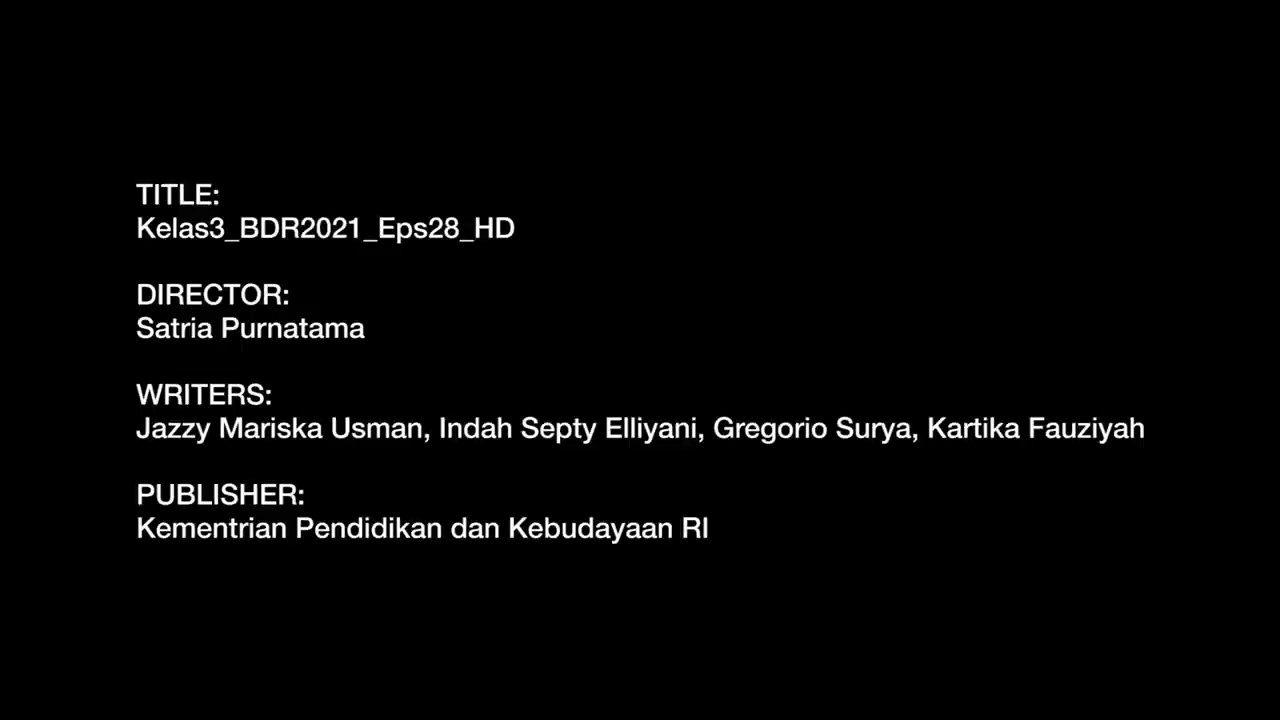 TITLE:
Kelas3_BDR2021_Eps28_HD
DIRECTOR:
Satria Purnatama
WRITERS:
Jazzy Mariska Usman, Indah Septy Elliyani, Gregorio Surya, Kartika Fauziyah
PUBLISHER:
Kementrian Pendidikan dan Kebudayaan RI